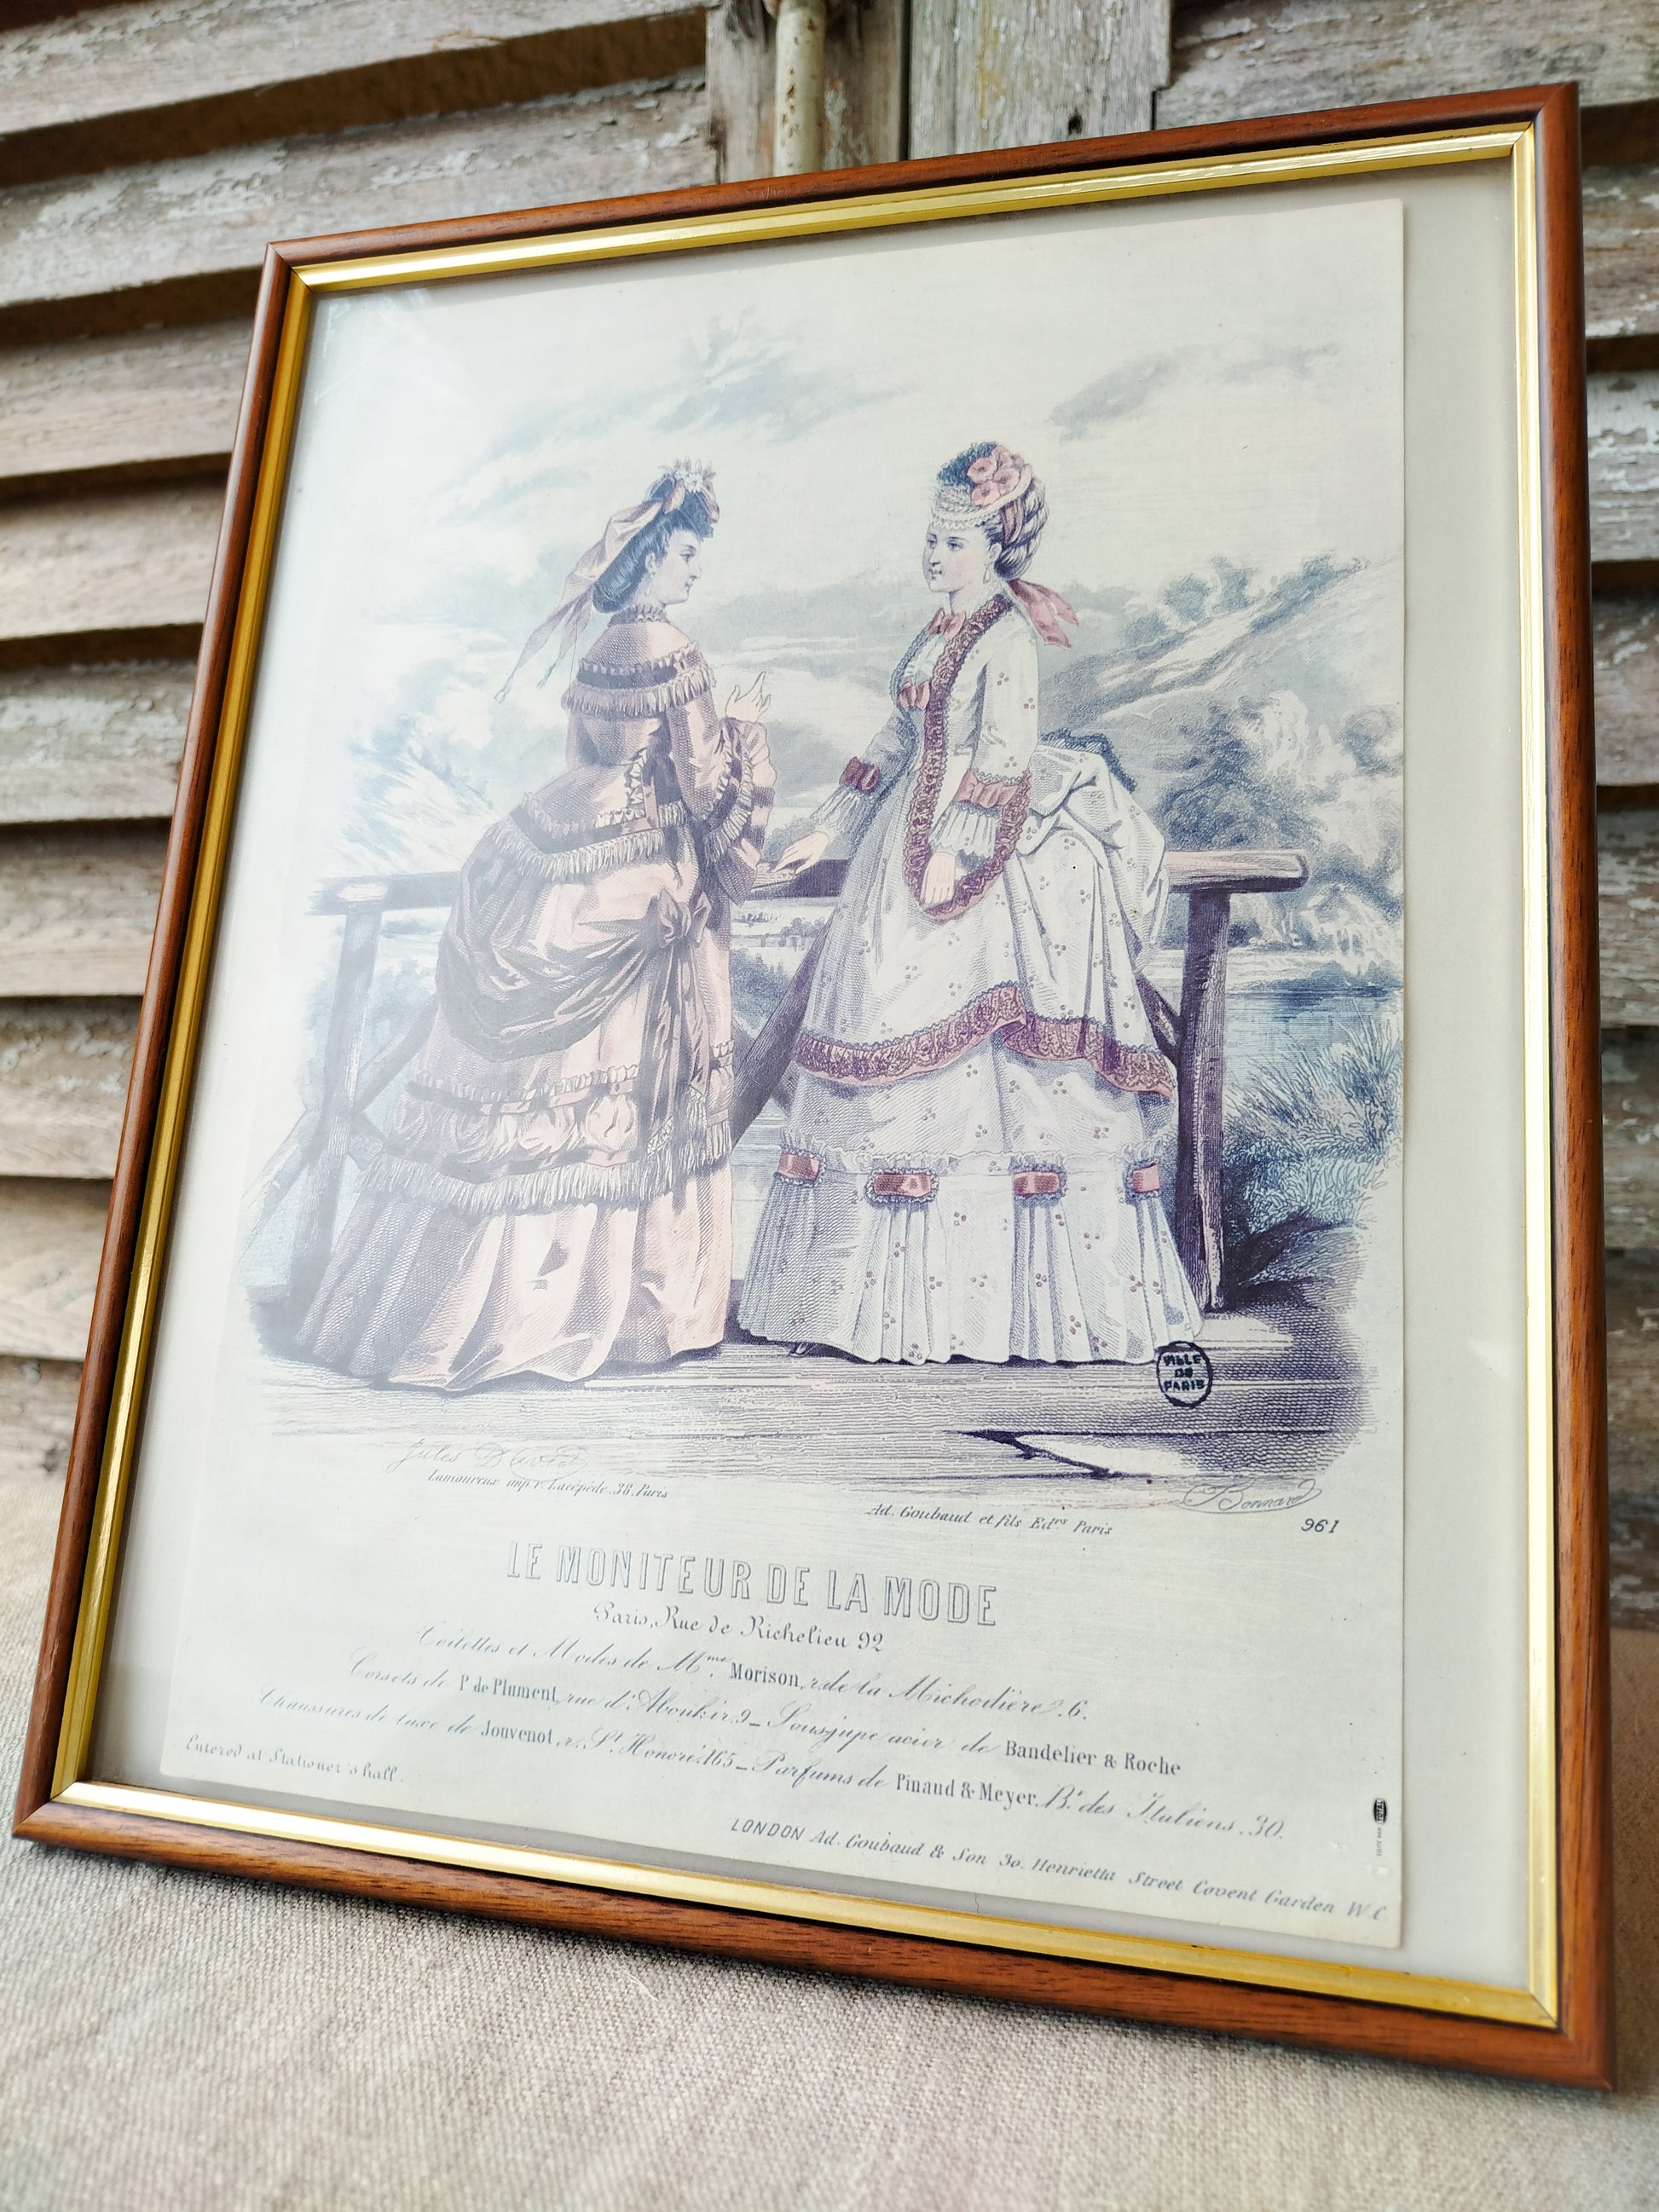 VILLE
DE
PARIS
Jules David
Lamoureux imp. r. Lacépède. 38. Paris
Ad. Goubaud et fils Edrs Paris
Bonnard
961
LE MONITEUR DE LA MODE
Paris, Rue de Richelieu 92
Toilettes et Modes de Mme. Morison, r. de la Michodière. 6.
Corsets de P. de Plument, rue d'Aboukir. 9 _ Sous-jupe acier de Bandelier & Roche
Chaussures de luxe de Jouvenot, r. St. Honoré. 165 _ Parfums de Pinaud & Meyer. Bt. des Italiens. 30.
Entered at Stationer's hall.
LONDON Ad. Goubaud & Son 30. Henrietta Street Covent Garden W.C.